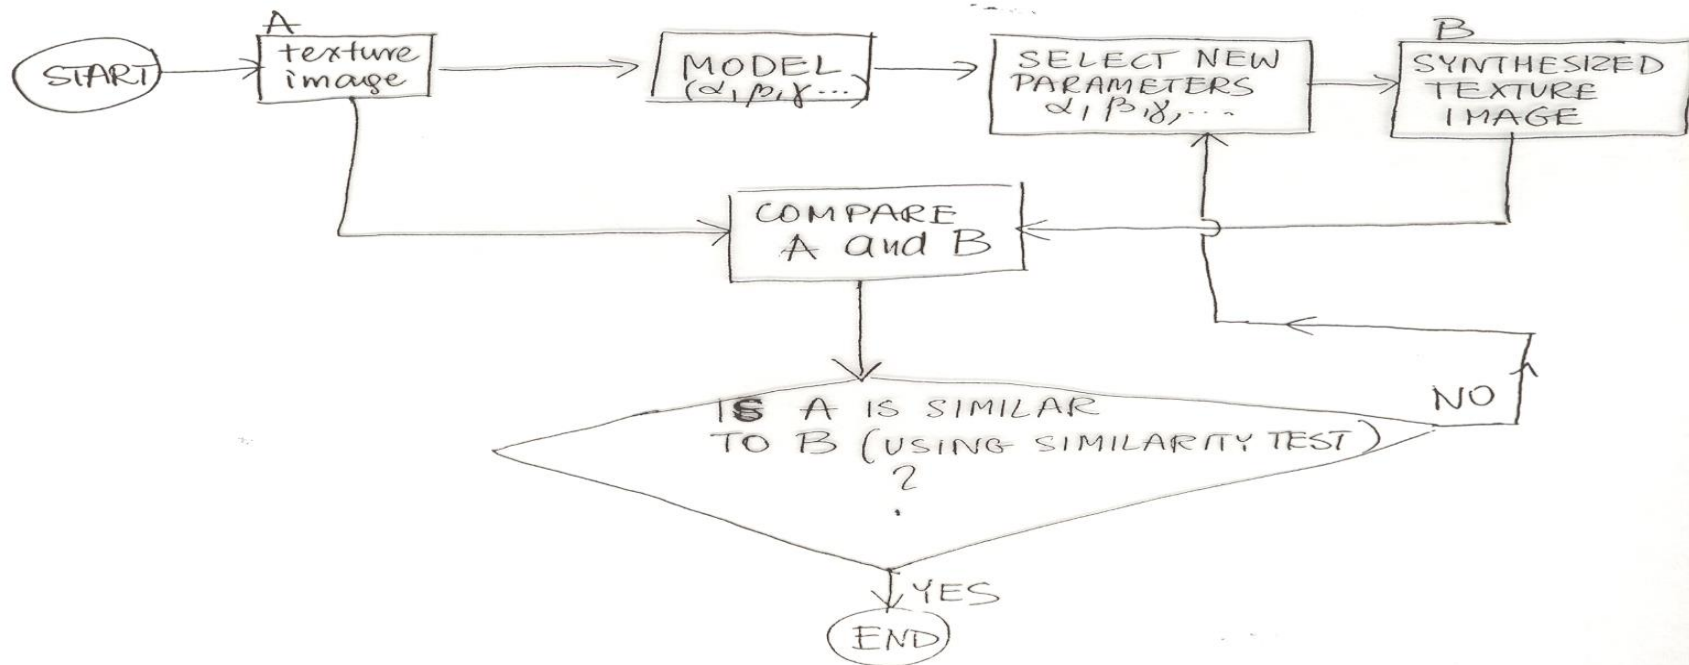 START
A
texture
image
MODEL
(α, β, γ...)
SELECT NEW
PARAMETERS
α, β, γ,....
B
SYNTHESIZED
TEXTURE
IMAGE
COMPARE
A and B
IS A IS SIMILAR
TO B (USING SIMILARITY TEST)
?
NO
YES
END